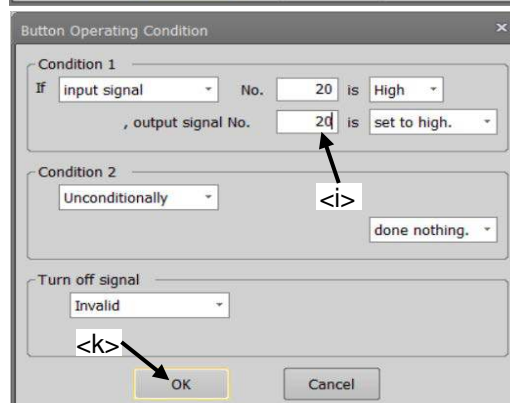 Button Operating Condition ×
Condition 1
If input signal No. 20 is High
, output signal No. 20 is set to high.
<i>
Condition 2
Unconditionally
done nothing.
Turn off signal
Invalid
<k>
OK Cancel